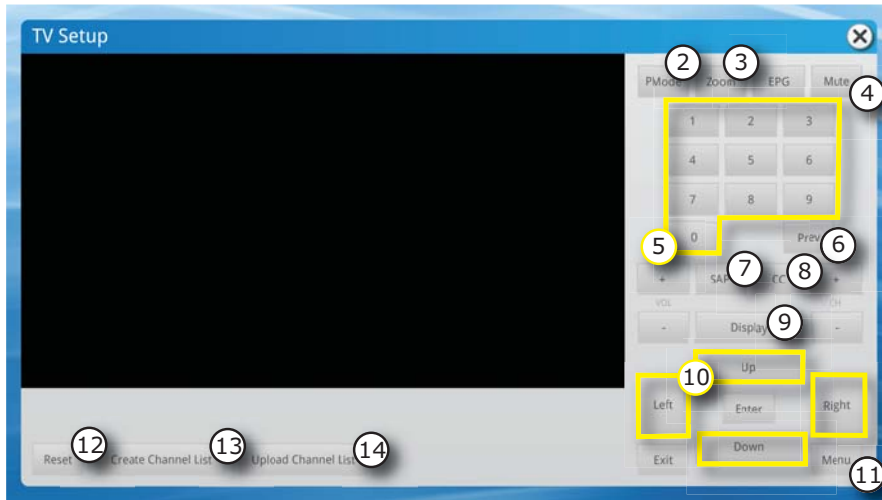 TV Setup
2 3
PMode Zoom EPG Mute
4
1 2 3
4 5 6
7 8 9
5 0 Prev 6
7 8
+ SAP CC +
VOL CH
9
- Display -
Up
10
Left Enter Right
12 13 14
Reset Create Channel List Upload Channel List
Down
Exit Menu
11